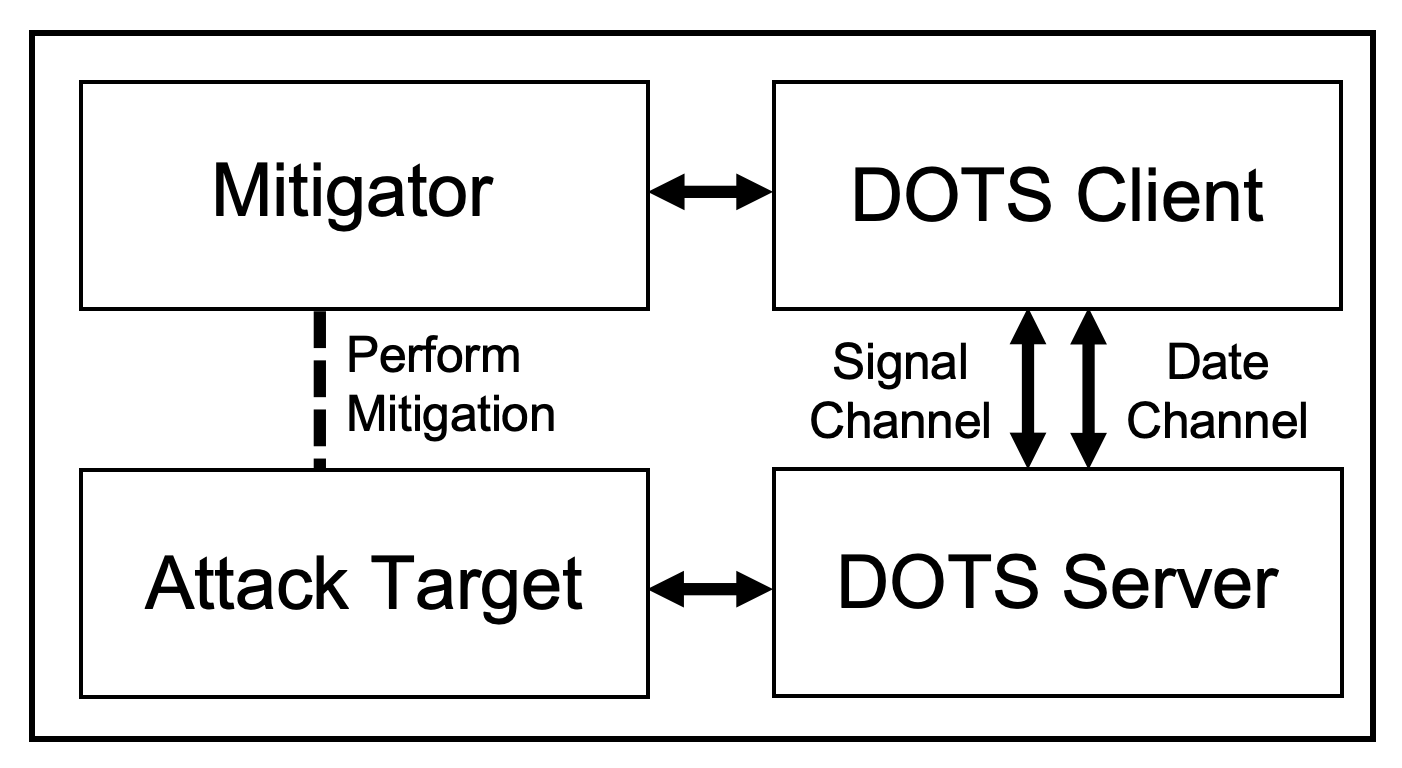 Mitigator
DOTS Client
Perform
Mitigation
Signal
Channel
Date
Channel
Attack Target
DOTS Server